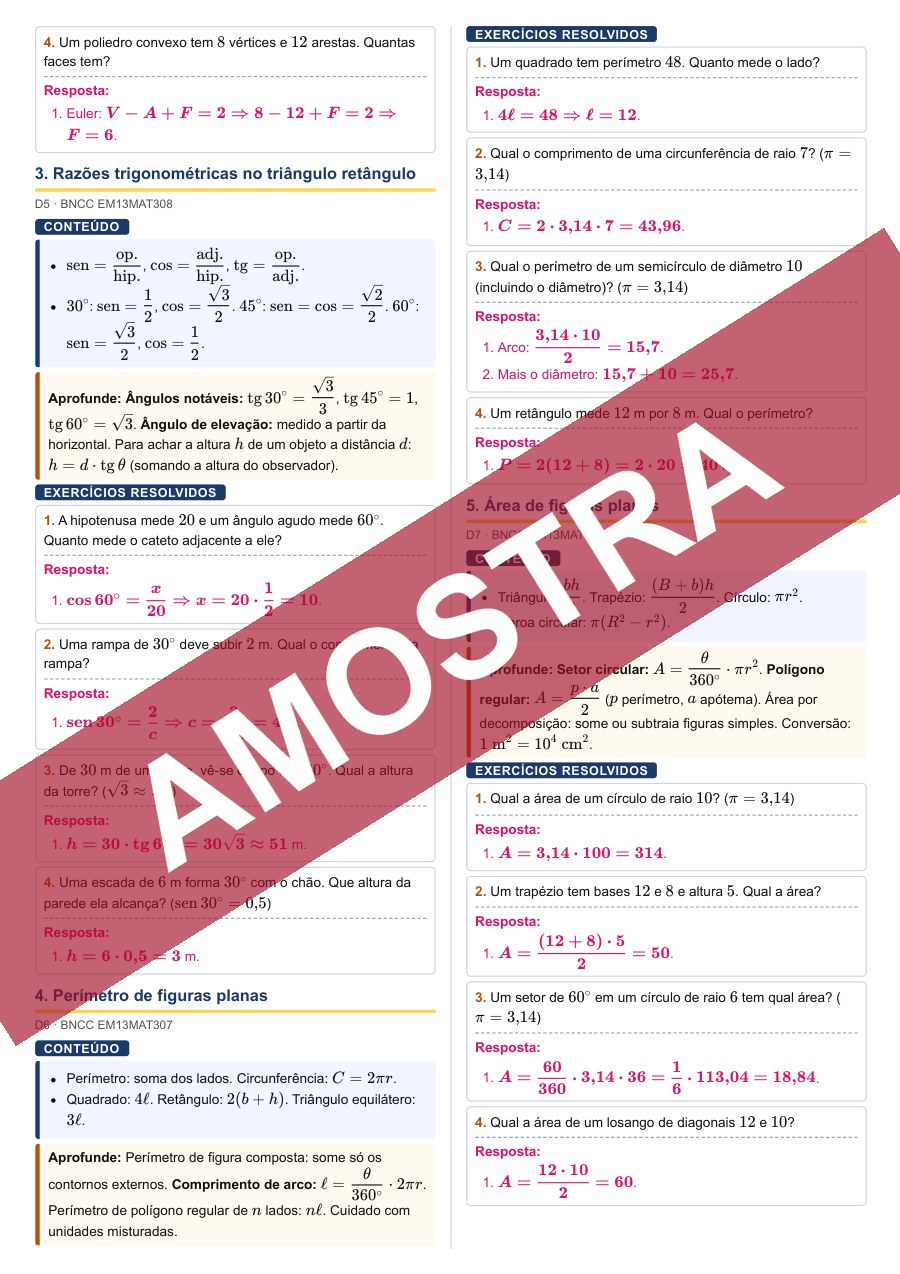 4. Um poliedro convexo tem 8 vértices e 12 arestas. Quantas
faces tem?
Resposta:
1. Euler: V − A + F = 2 ⇒ 8 − 12 + F = 2 ⇒
F = 6.
3. Razões trigonométricas no triângulo retângulo
D5 · BNCC EM13MAT308
CONTEÚDO
• sen = op./hip., cos = adj./hip., tg = op./adj..
• 30°: sen = 1/2, cos = √3/2. 45°: sen = cos = √2/2. 60°:
sen = √3/2, cos = 1/2.
Aprofunde: Ângulos notáveis: tg 30° = √3/3, tg 45° = 1,
tg 60° = √3. Ângulo de elevação: medido a partir da
horizontal. Para achar a altura h de um objeto a distância d:
h = d · tg θ (somando a altura do observador).
EXERCÍCIOS RESOLVIDOS
1. A hipotenusa mede 20 e um ângulo agudo mede 60°.
Quanto mede o cateto adjacente a ele?
Resposta:
1. cos 60° = x/20 ⇒ x = 20 · 1/2 = 10.
2. Uma rampa de 30° deve subir 2 m. Qual o
rampa?
Resposta:
1. sen 30° = 2/c ⇒ c =
3. De 30 m de vê-se Qual a altura
da torre? (√3 ≈
Resposta:
1. h = 30 · tg = 30√3 ≈ 51 m.
4. Uma escada de 6 m forma 30° com o chão. Que altura da
parede ela alcança? (sen 30° = 0,5)
Resposta:
1. h = 6 · 0,5 = 3 m.
4. Perímetro de figuras planas
D6 · BNCC EM13MAT307
CONTEÚDO
• Perímetro: soma dos lados. Circunferência: C = 2πr.
• Quadrado: 4ℓ. Retângulo: 2(b + h). Triângulo equilátero:
3ℓ.
Aprofunde: Perímetro de figura composta: some só os
contornos externos. Comprimento de arco: ℓ = θ/360° · 2πr.
Perímetro de polígono regular de n lados: nℓ. Cuidado com
unidades misturadas.
EXERCÍCIOS RESOLVIDOS
1. Um quadrado tem perímetro 48. Quanto mede o lado?
Resposta:
1. 4ℓ = 48 ⇒ ℓ = 12.
2. Qual o comprimento de uma circunferência de raio 7? (π =
3,14)
Resposta:
1. C = 2 · 3,14 · 7 = 43,96.
3. Qual o perímetro de um semicírculo de diâmetro 10
(incluindo o diâmetro)? (π = 3,14)
Resposta:
1. Arco: 3,14 · 10/2 = 15,7.
2. Mais o diâmetro: 15,7 + 10 = 25,7.
4. Um retângulo mede 12 m por 8 m. Qual o perímetro?
Resposta:
1. P = 2(12 + 8) = 2 · 20 = 40
5. Área de figuras planas
D7 · BNCC
CONTEÚDO
• bh Trapézio: (B + b)h/2. Círculo: πr².
circular: π(R² − r²).
Aprofunde: Setor circular: A = θ/360° · πr². Polígono
regular: A = p · a/2 (p perímetro, a apótema). Área por
decomposição: some ou subtraia figuras simples. Conversão:
1 m² = 10⁴ cm².
EXERCÍCIOS RESOLVIDOS
1. Qual a área de um círculo de raio 10? (π = 3,14)
Resposta:
1. A = 3,14 · 100 = 314.
2. Um trapézio tem bases 12 e 8 e altura 5. Qual a área?
Resposta:
1. A = (12 + 8) · 5/2 = 50.
3. Um setor de 60° em um círculo de raio 6 tem qual área? (
π = 3,14)
Resposta:
1. A = 60/360 · 3,14 · 36 = 1/6 · 113,04 = 18,84.
4. Qual a área de um losango de diagonais 12 e 10?
Resposta:
1. A = 12 · 10/2 = 60.
AMOSTRA